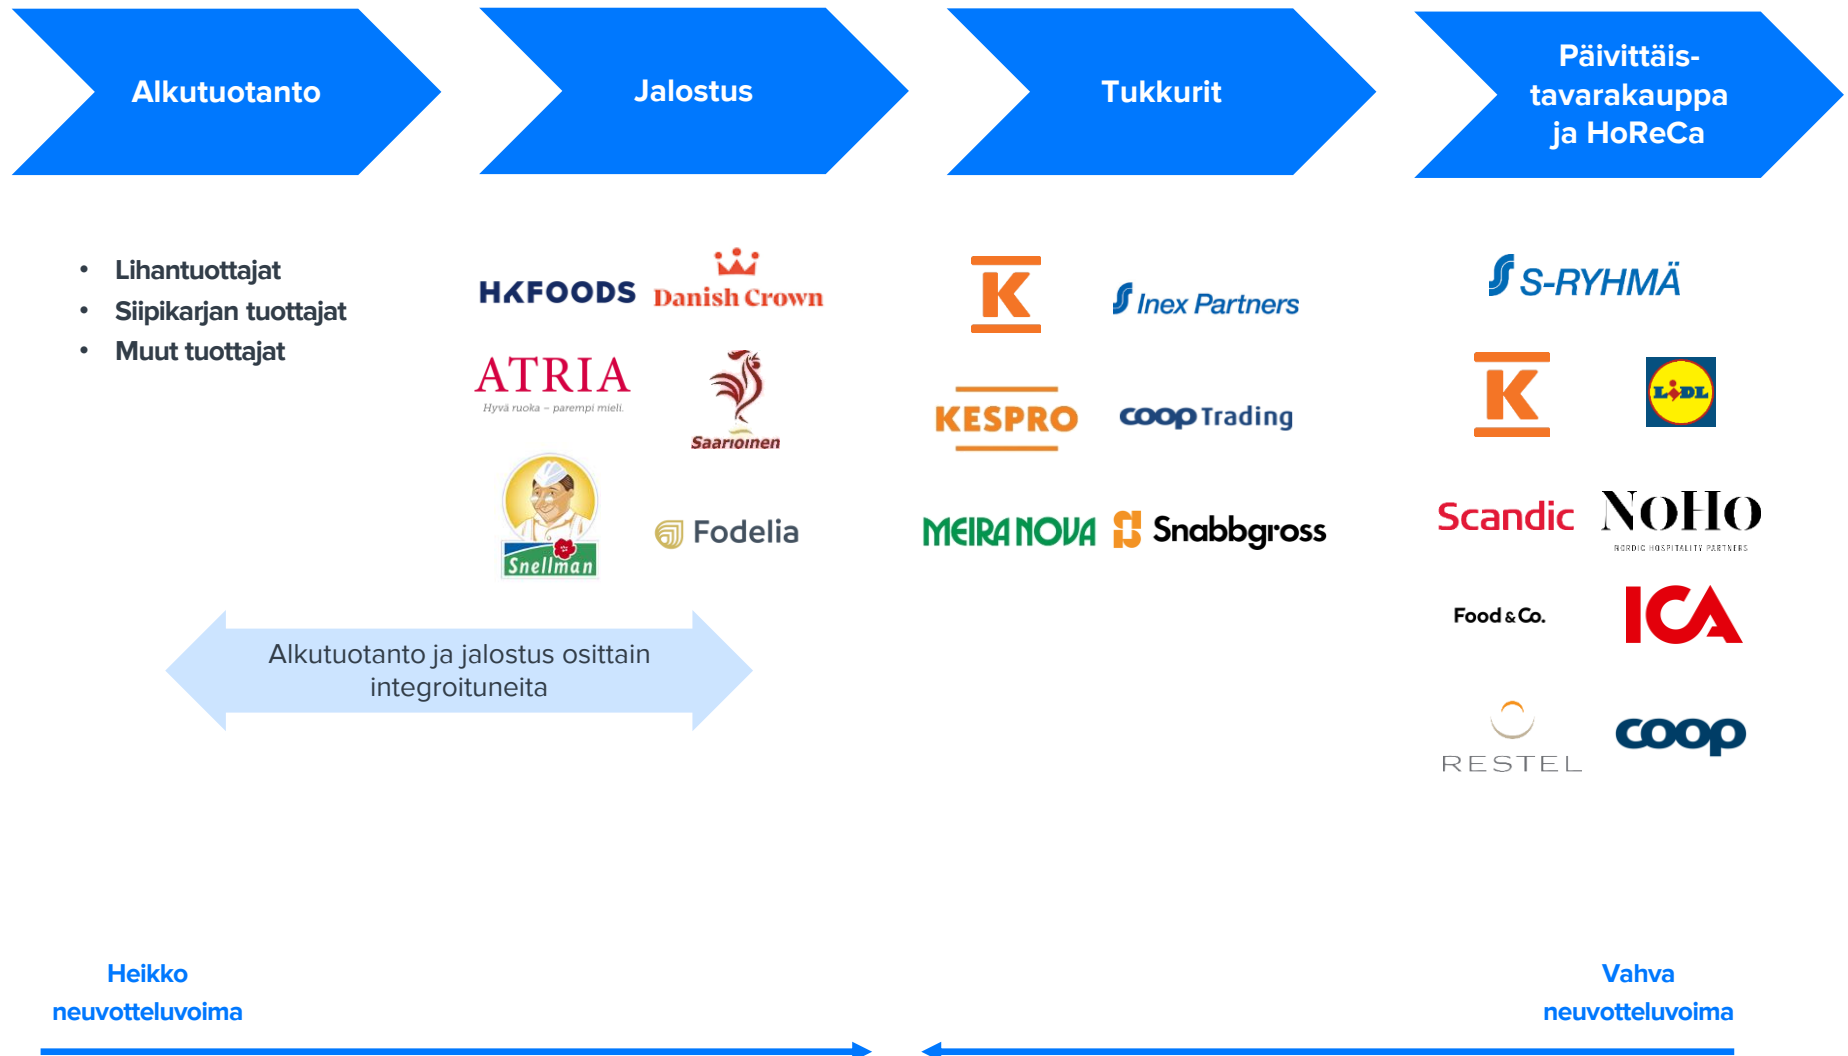 Alkutuotanto
Jalostus
Tukkurit
Päivittäis-
tavarakauppa
ja HoReCa
• Lihantuottajat
• Siipikarjan tuottajat
• Muut tuottajat
HKFOODS
Danish Crown
ATRIA
Hyvä ruoka – parempi mieli.
Saarioinen
Snellman
Fodelia
Alkutuotanto ja jalostus osittain
integroituneita
K
Inex Partners
KESPRO
coop Trading
MEIRA NOVA
Snabbgross
S-RYHMÄ
K
LiDL
Scandic
NOHO
NORDIC HOSPITALITY PARTNERS
Food & Co.
ICA
RESTEL
coop
Heikko
neuvotteluvoima
Vahva
neuvotteluvoima